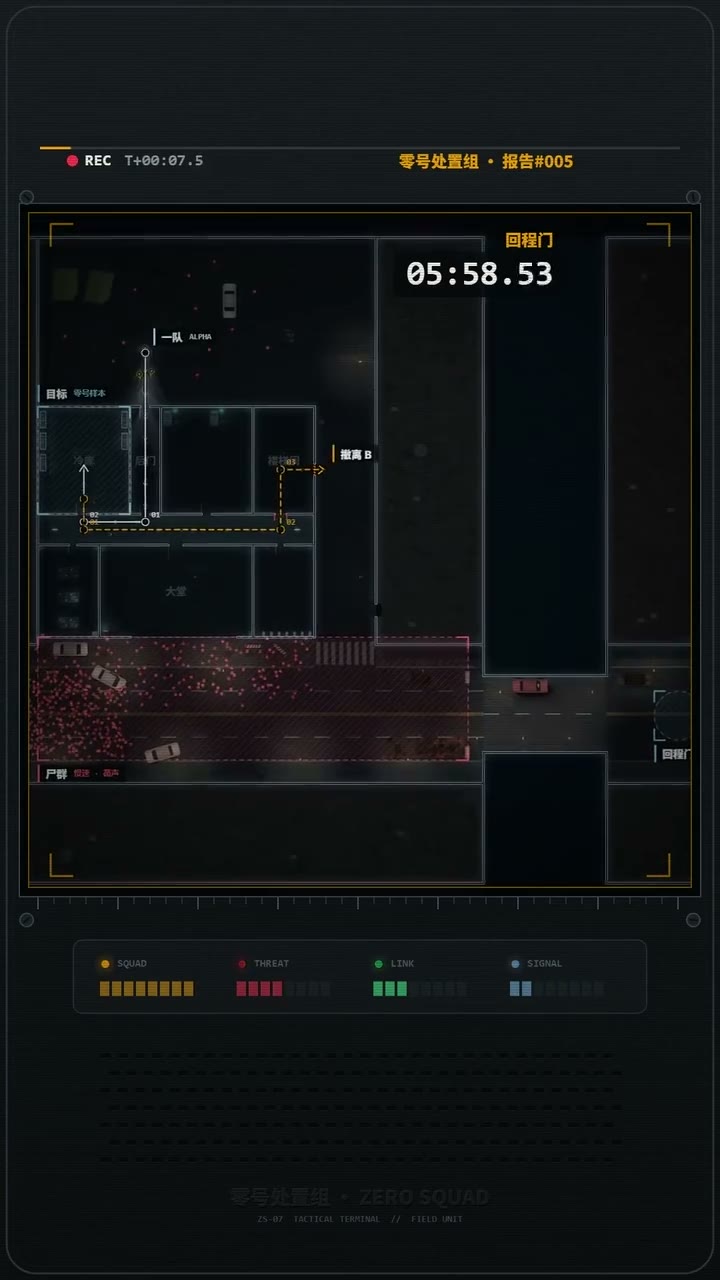 REC T+00:07.5
零号处置组 · 报告#005
回程门
05:58.53
一队 ALPHA
目标 零号样本
冷库
后门
撤离 B
03
02
01
02
大堂
尸群
回程门
SQUAD
THREAT
LINK
SIGNAL
零号处置组 · ZERO SQUAD
ZS-07 TACTICAL TERMINAL // FIELD UNIT